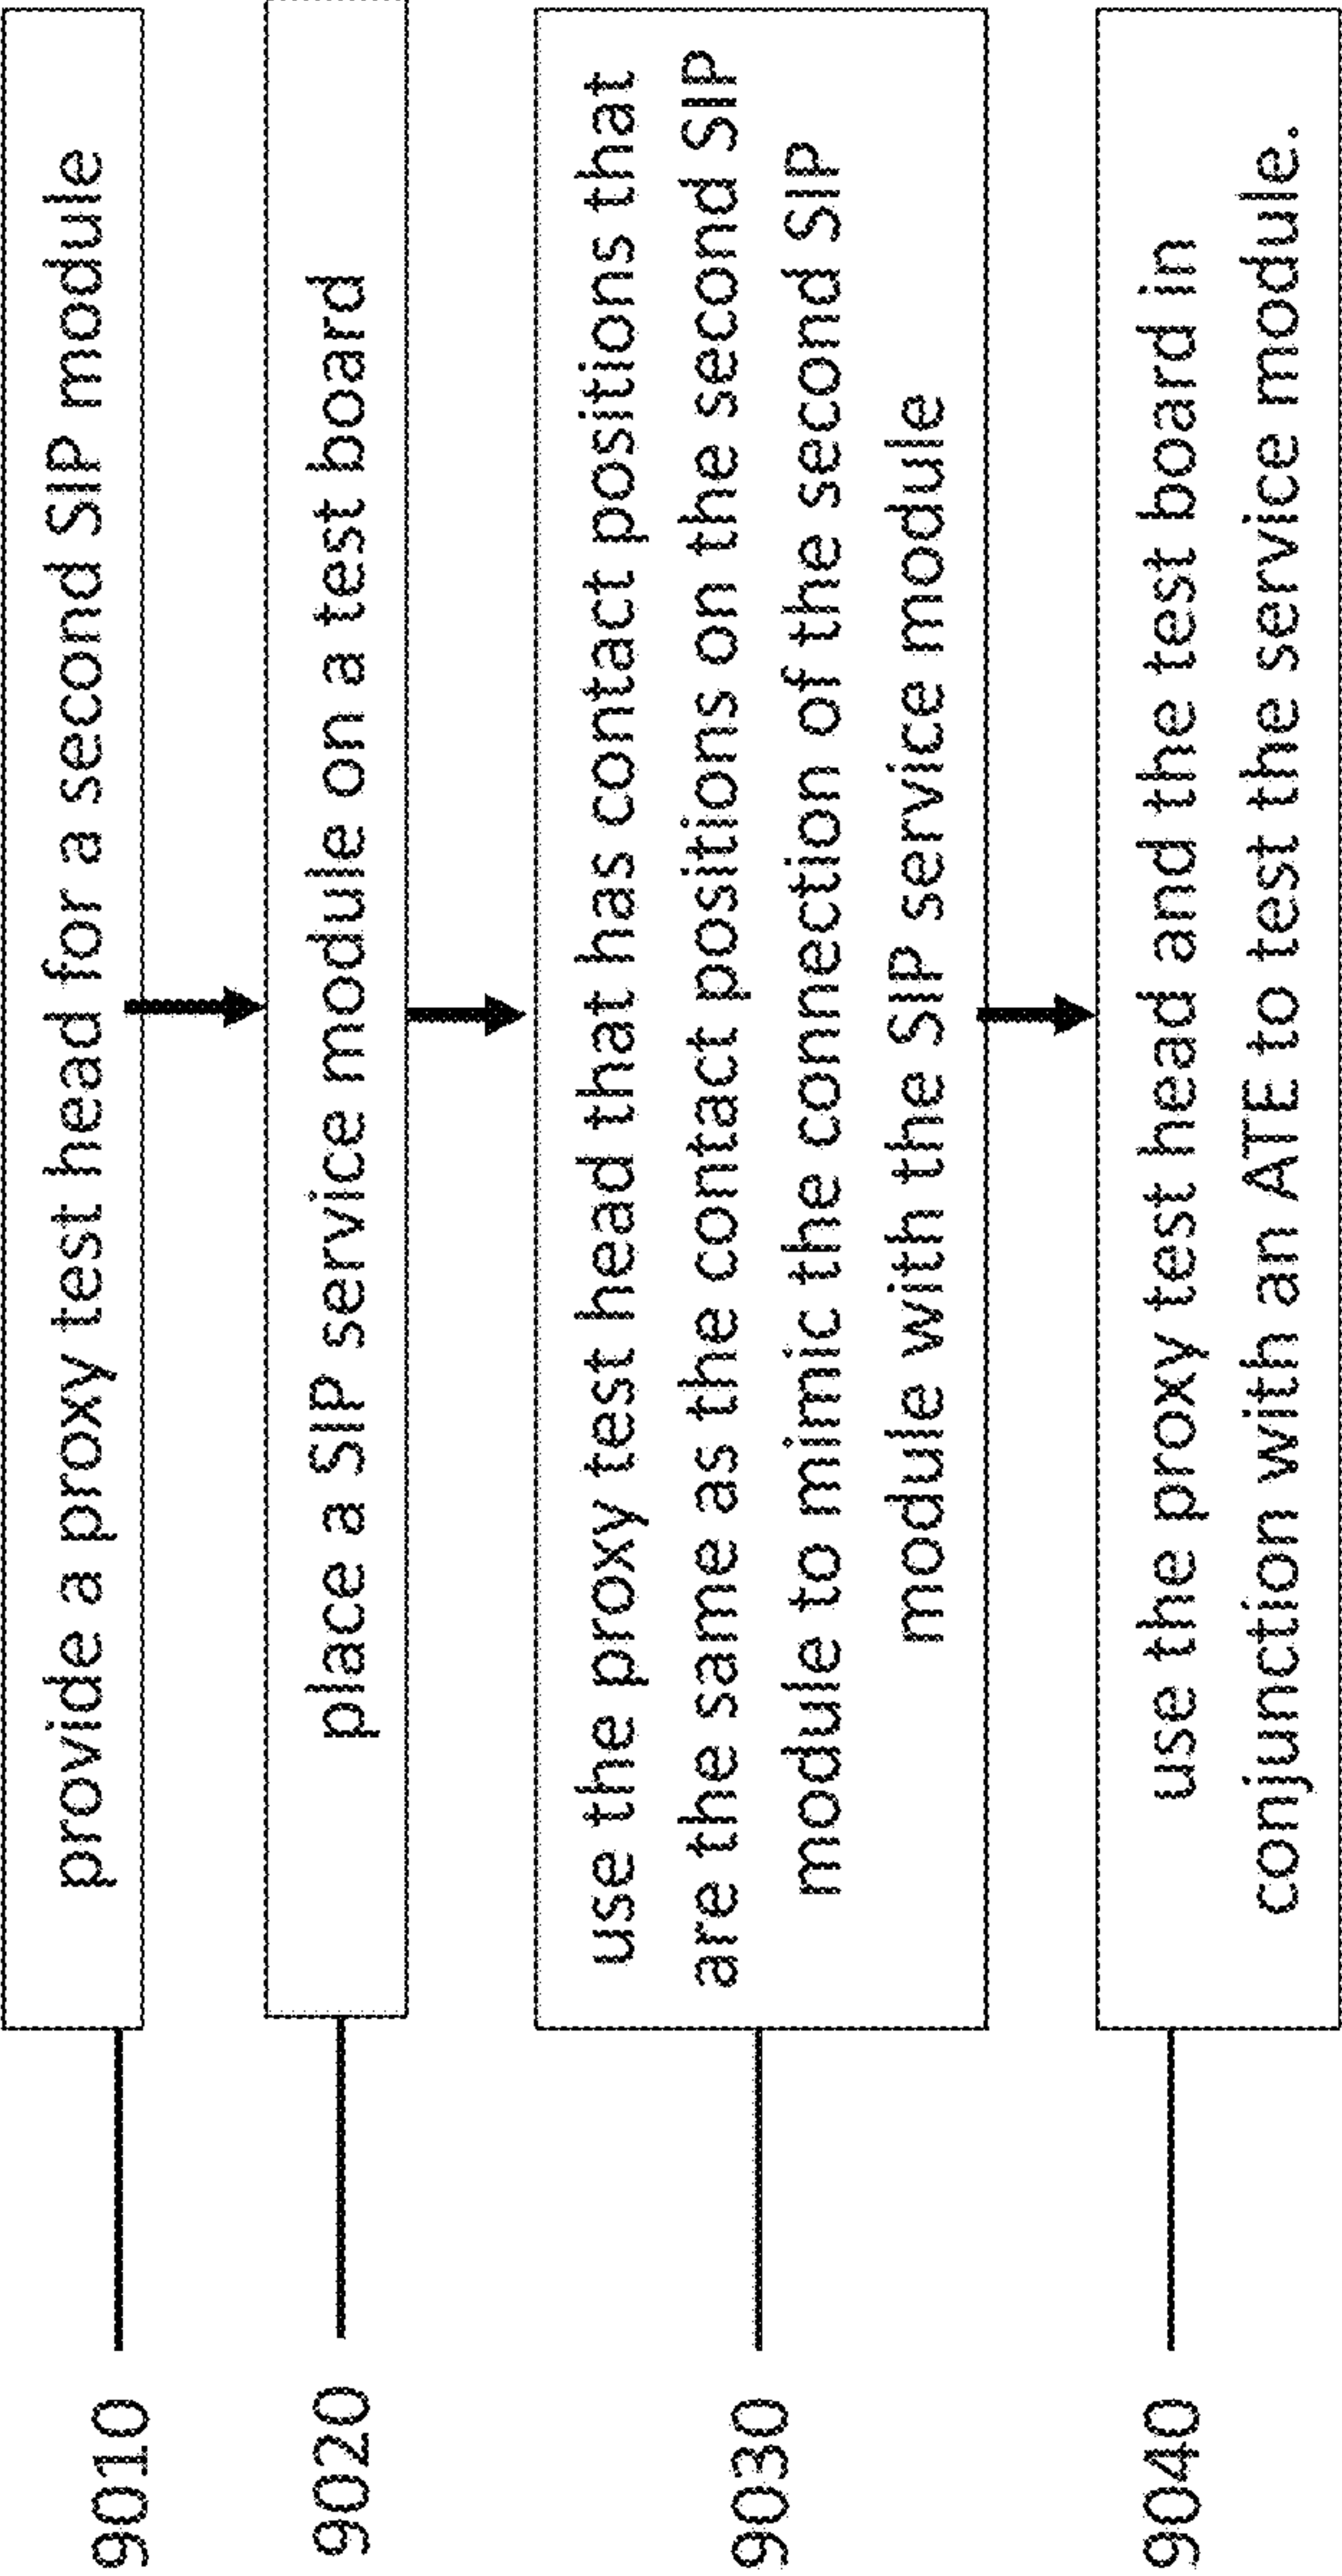 9010
provide a proxy test head for a second SIP module
9020
place a SIP service module on a test board
9030
use the proxy test head that has contact positions that
are the same as the contact positions on the second SIP
module to mimic the connection of the second SIP
module with the SIP service module
9040
use the proxy test head and the test board in
conjunction with an ATE to test the service module.